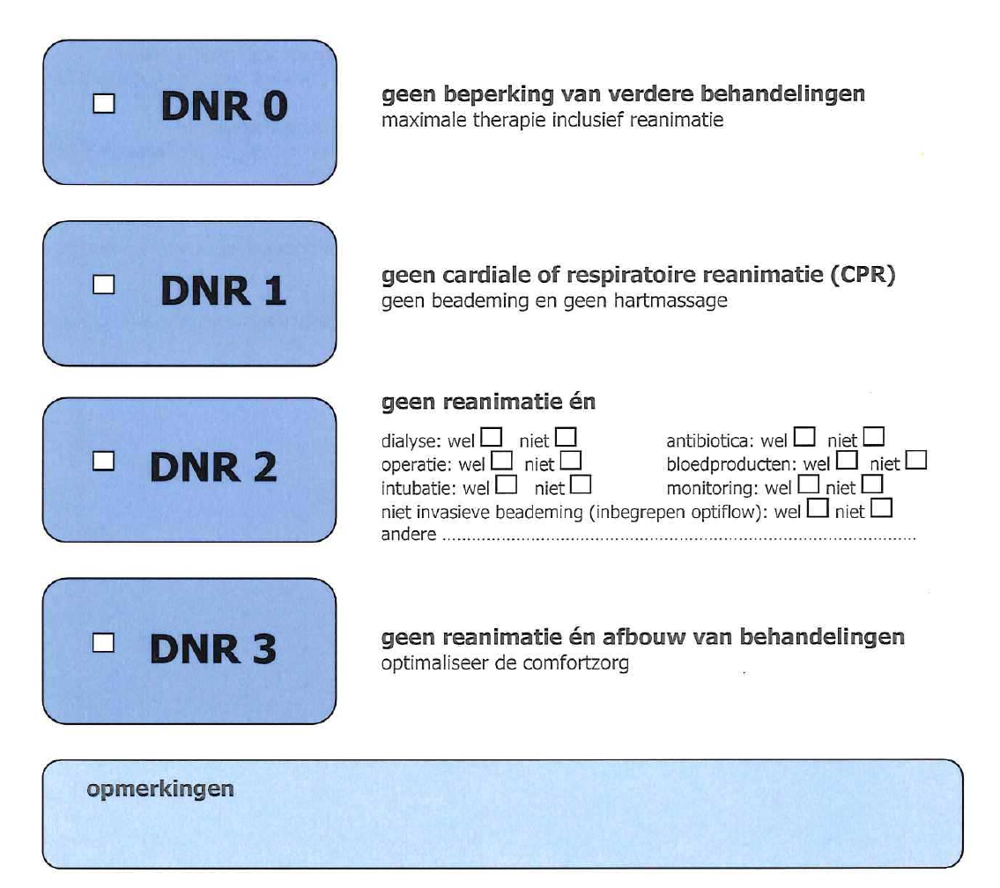 DNR 0
geen beperking van verdere behandelingen
maximale therapie inclusief reanimatie
DNR 1
geen cardiale of respiratoire reanimatie (CPR)
geen beademing en geen hartmassage
DNR 2
geen reanimatie én
dialyse: wel niet antibiotica: wel niet
operatie: wel niet bloedproducten: wel niet
intubatie: wel niet monitoring: wel niet
niet invasieve beademing (inbegrepen optiflow): wel niet
andere ................................................................................
DNR 3
geen reanimatie én afbouw van behandelingen
optimaliseer de comfortzorg
opmerkingen